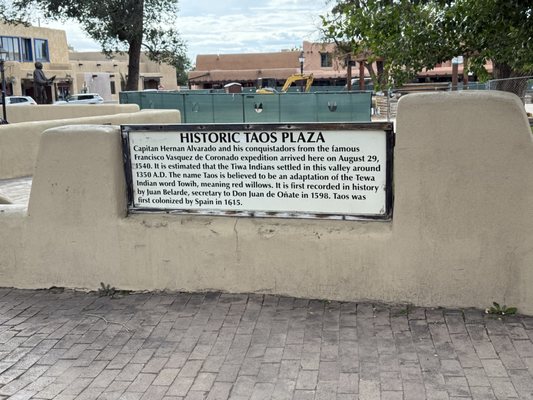 HISTORIC TAOS PLAZA
Capitan Hernan Alvarado and his conquistadors from the famous
Francisco Vasquez de Coronado expedition arrived here on August 29,
1540. It is estimated that the Tiwa Indians settled in this valley around
1350 A.D. The name Taos is believed to be an adaptation of the Tewa
Indian word Towih, meaning red willows. It is first recorded in history
by Juan Belarde, secretary to Don Juan de Oñate in 1598. Taos was
first colonized by Spain in 1615.